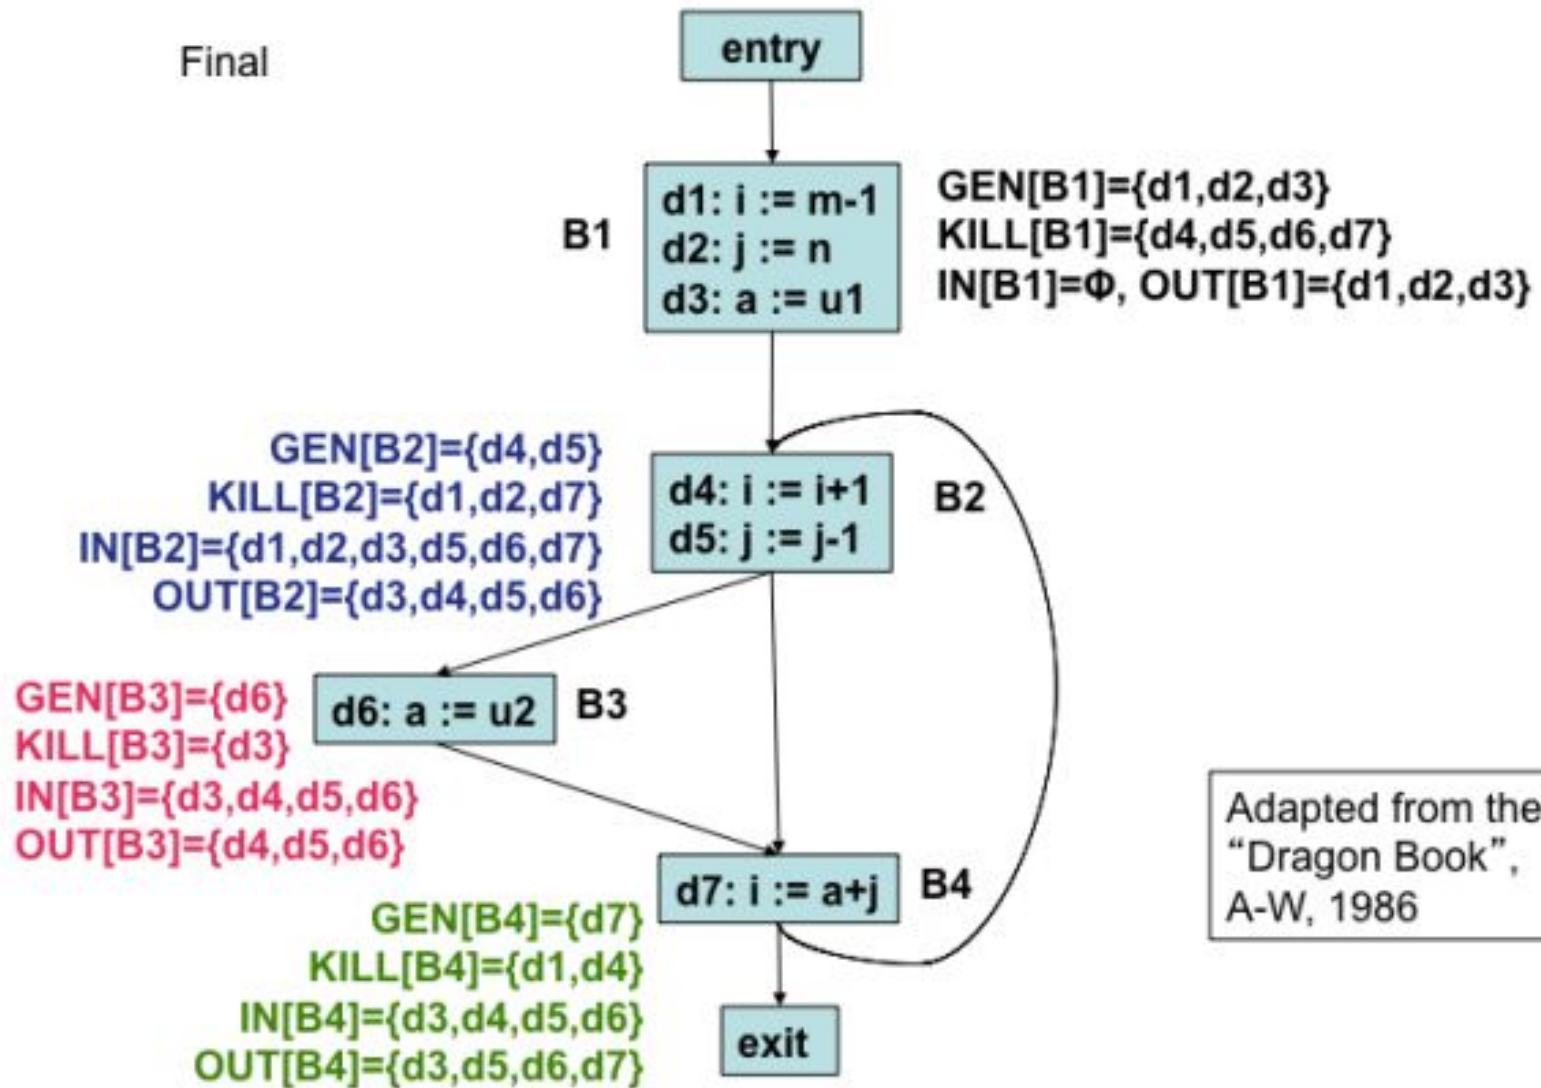 Final
entry
B1
d1: i := m-1
d2: j := n
d3: a := u1
GEN[B1]={d1,d2,d3}
KILL[B1]={d4,d5,d6,d7}
IN[B1]=Φ, OUT[B1]={d1,d2,d3}
GEN[B2]={d4,d5}
KILL[B2]={d1,d2,d7}
IN[B2]={d1,d2,d3,d5,d6,d7}
OUT[B2]={d3,d4,d5,d6}
d4: i := i+1
d5: j := j-1
B2
GEN[B3]={d6}
KILL[B3]={d3}
IN[B3]={d3,d4,d5,d6}
OUT[B3]={d4,d5,d6}
d6: a := u2
B3
d7: i := a+j
B4
GEN[B4]={d7}
KILL[B4]={d1,d4}
IN[B4]={d3,d4,d5,d6}
OUT[B4]={d3,d5,d6,d7}
exit
Adapted from the
“Dragon Book”,
A-W, 1986